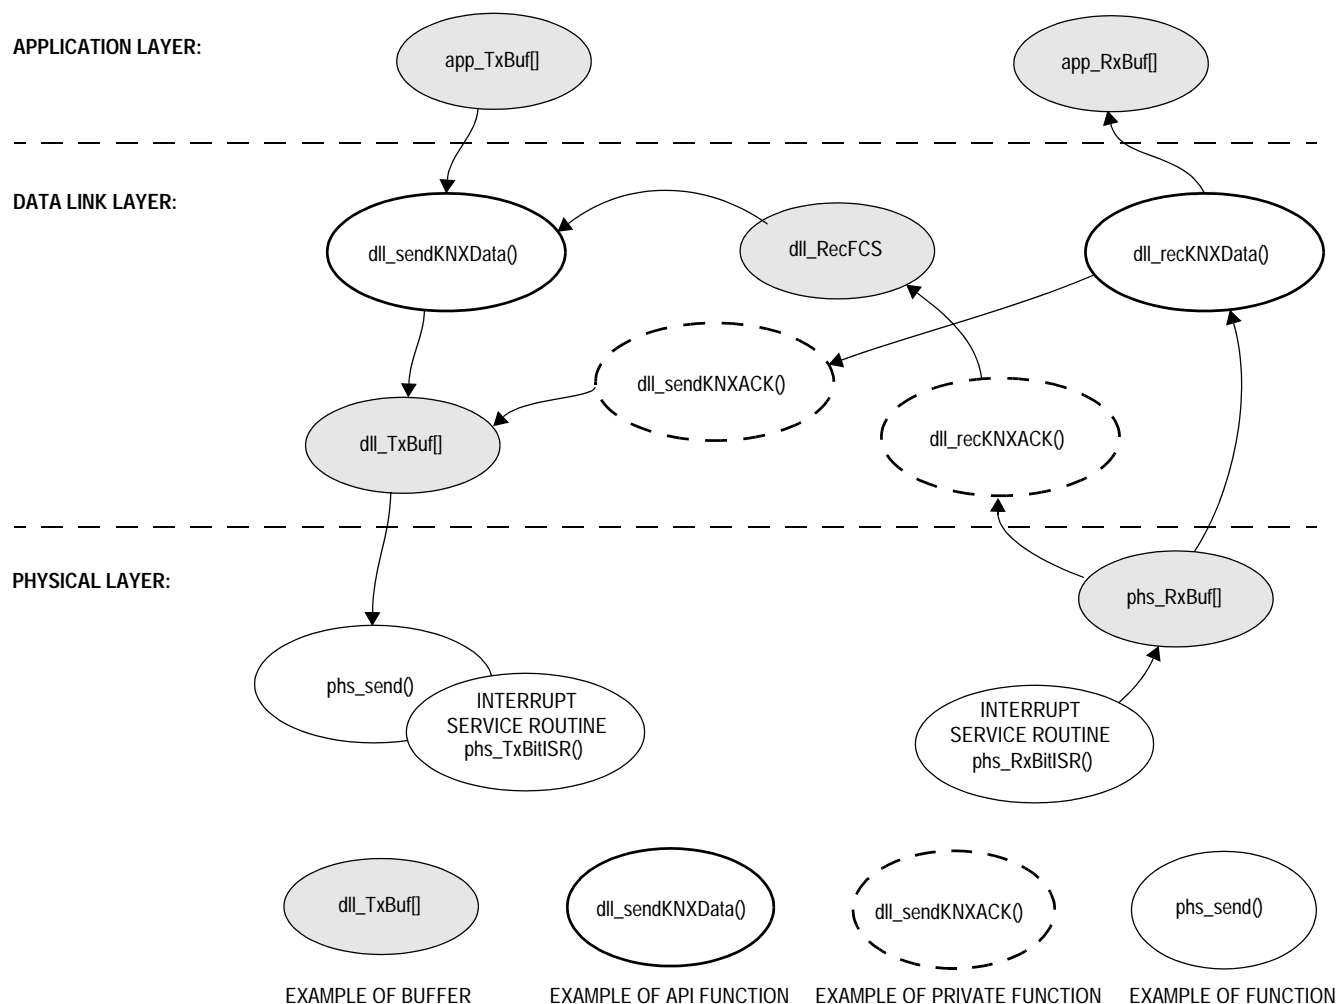 APPLICATION LAYER:
app_TxBuf[]
app_RxBuf[]
DATA LINK LAYER:
dll_sendKNXData()
dll_RecFCS
dll_recKNXData()
dll_sendKNXACK()
dll_recKNXACK()
dll_TxBuf[]
PHYSICAL LAYER:
phs_RxBuf[]
phs_send()
INTERRUPT
SERVICE ROUTINE
phs_TxBitISR()
INTERRUPT
SERVICE ROUTINE
phs_RxBitISR()
dll_TxBuf[]
dll_sendKNXData()
dll_sendKNXACK()
phs_send()
EXAMPLE OF BUFFER
EXAMPLE OF API FUNCTION
EXAMPLE OF PRIVATE FUNCTION
EXAMPLE OF FUNCTION